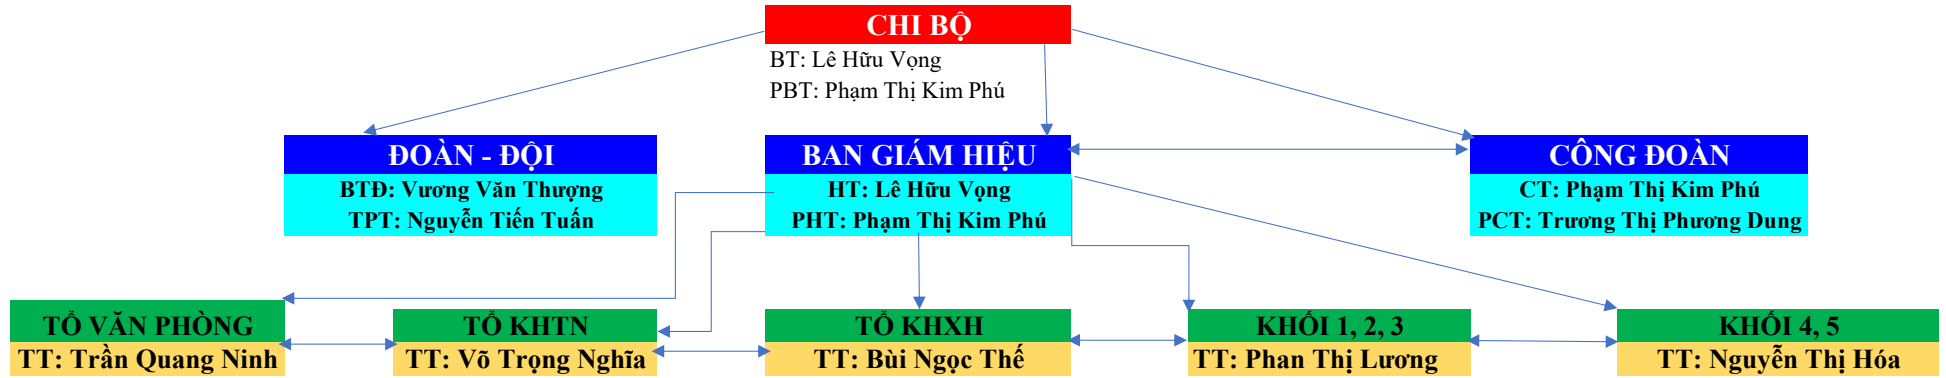 CHI BỘ
BT: Lê Hữu Vọng
PBT: Phạm Thị Kim Phú
ĐOÀN - ĐỘI
BTĐ: Vương Văn Thượng
TPT: Nguyễn Tiến Tuấn
BAN GIÁM HIỆU
HT: Lê Hữu Vọng
PHT: Phạm Thị Kim Phú
CÔNG ĐOÀN
CT: Phạm Thị Kim Phú
PCT: Trương Thị Phương Dung
TỔ VĂN PHÒNG
TT: Trần Quang Ninh
TỔ KHTN
TT: Võ Trọng Nghĩa
TỔ KHXH
TT: Bùi Ngọc Thế
KHỐI 1, 2, 3
TT: Phan Thị Lương
KHỐI 4, 5
TT: Nguyễn Thị Hóa